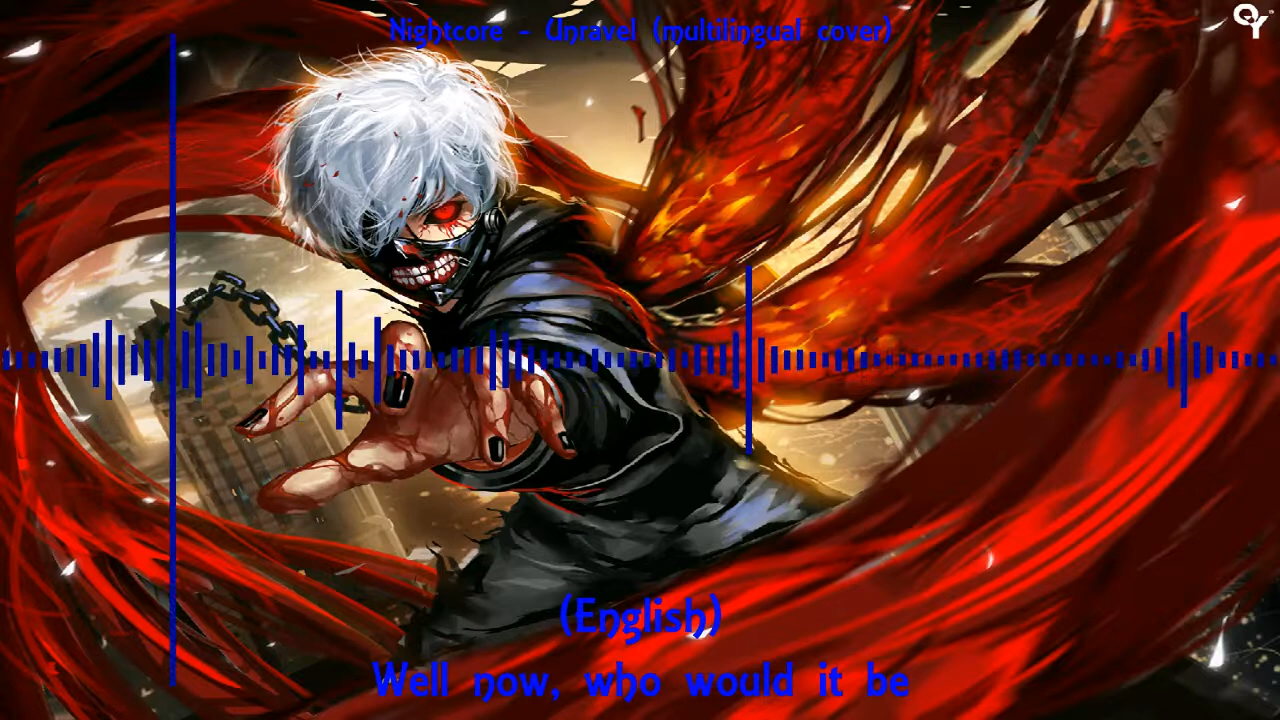 Nightcore - Unravel (multilingual cover)
(English)
Well now, who would it be